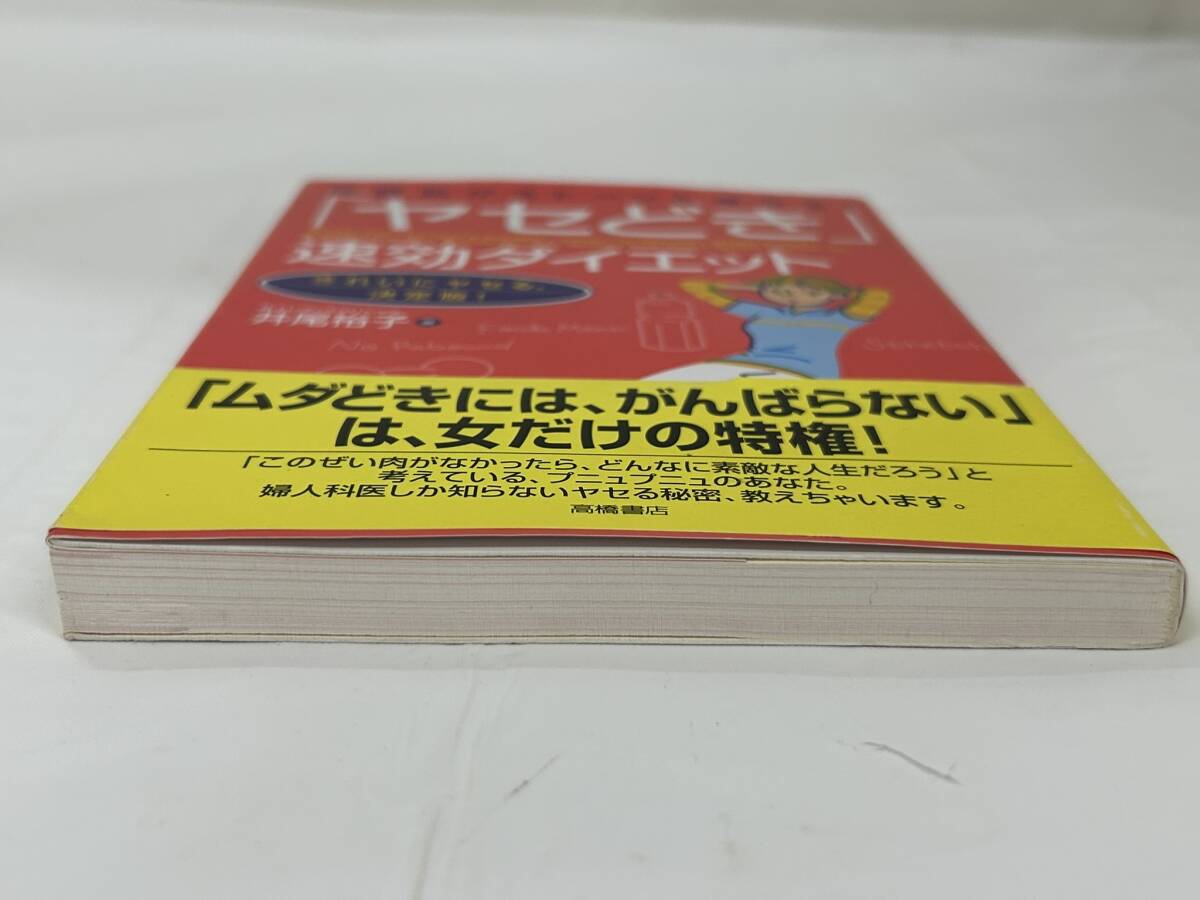 「ヤセどき」
速効ダイエット
きれいにヤセる、
決定版！
井尾裕子 著
No Rebound
「ムダどきには、がんばらない」
は、女だけの特権！
「このぜい肉がなかったら、どんなに素敵な人生だろう」と
考えている、プニュプニュのあなた。
婦人科医しか知らないヤセる秘密、教えちゃいます。
高橋書店